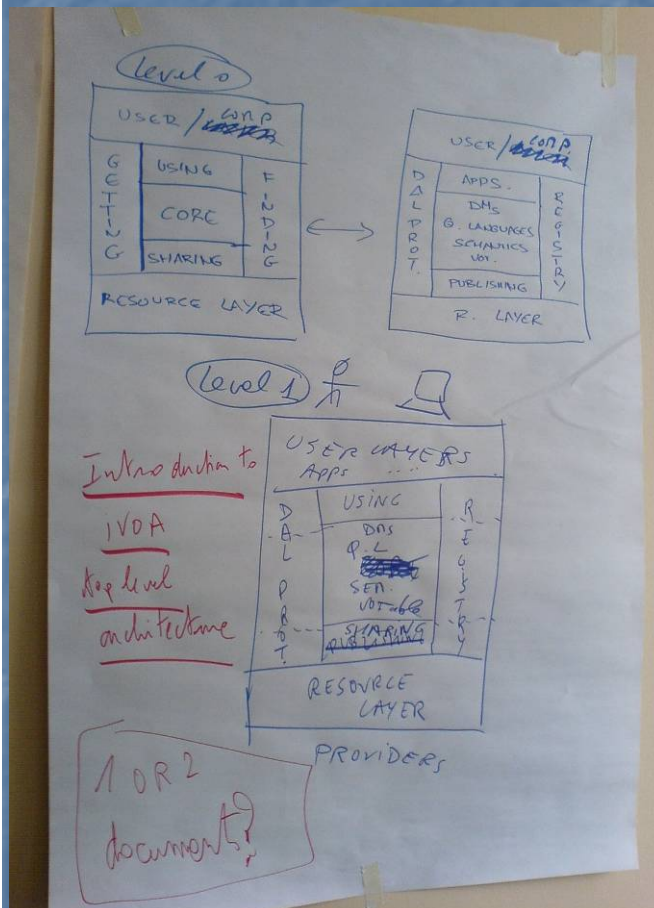 Level 0
USER / COMP
GETTING
USING
CORE
SHARING
FINDING
RESOURCE LAYER
USER / COMP.
DAL PROT.
APPS.
DMs
Q. LANGUAGES
SEMANTICS
VOT.
PUBLISHING
REGISTRY
R. LAYER
Level 1
USER LAYERS
APPS ....
DAL PROT.
USING
DMS
Q.L
SEM.
VOTable
SHARING
PUBLISHING
REGISTRY
RESOURCE
LAYER
PROVIDERS
Introduction to
IVOA
top level
architecture
1 OR 2
documents?